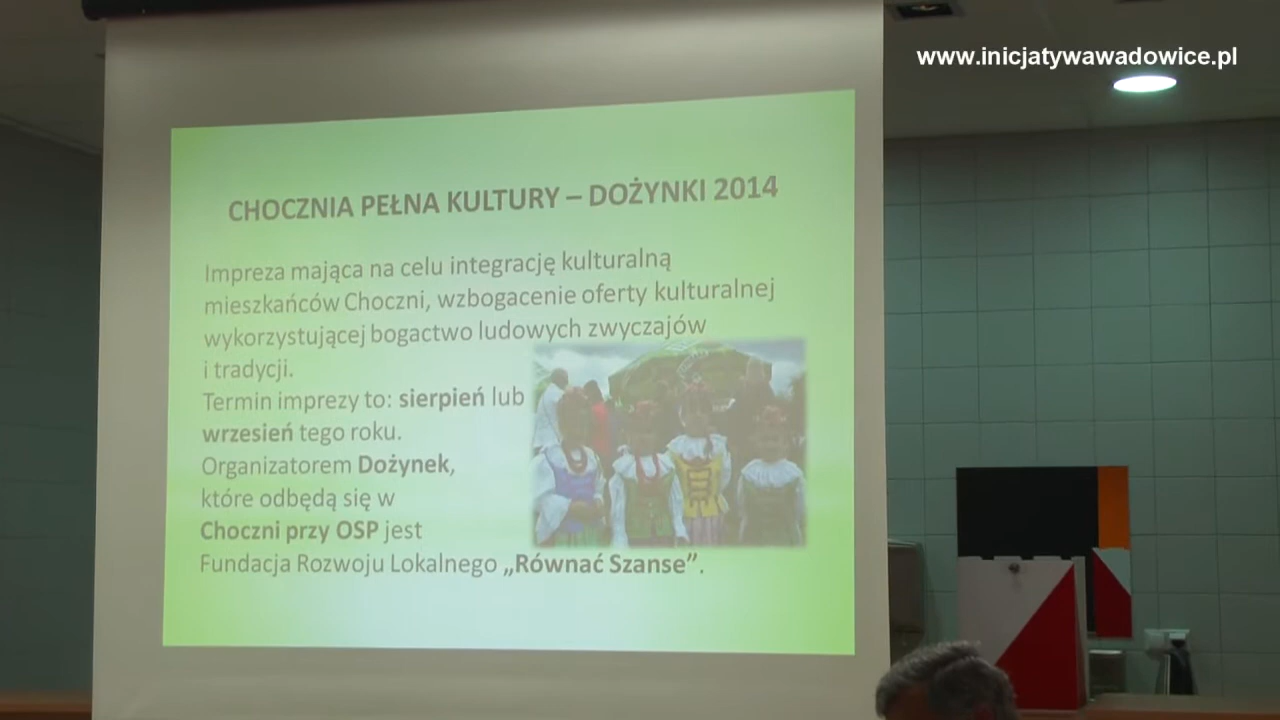 www.inicjatywawadowice.pl
CHOCZNIA PEŁNA KULTURY – DOŻYNKI 2014
Impreza mająca na celu integrację kulturalną
mieszkańców Choczni, wzbogacenie oferty kulturalnej
wykorzystującej bogactwo ludowych zwyczajów
i tradycji.
Termin imprezy to: sierpień lub
wrzesień tego roku.
Organizatorem Dożynek,
które odbędą się w
Choczni przy OSP jest
Fundacja Rozwoju Lokalnego „Równać Szanse”.